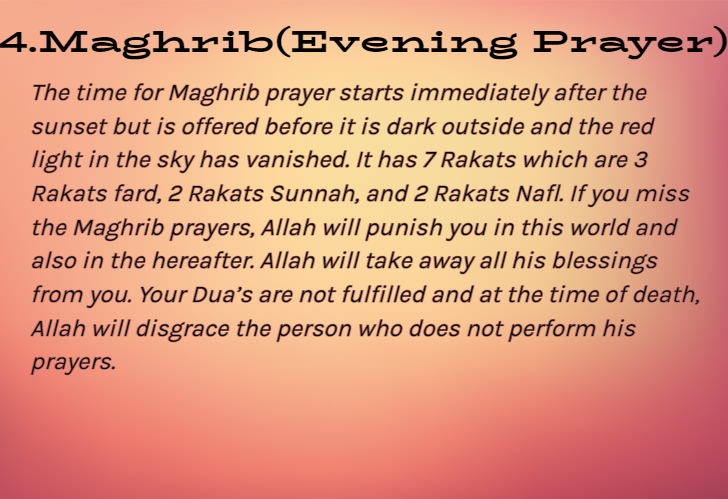 4.Maghrib(Evening Prayer)
The time for Maghrib prayer starts immediately after the
sunset but is offered before it is dark outside and the red
light in the sky has vanished. It has 7 Rakats which are 3
Rakats fard, 2 Rakats Sunnah, and 2 Rakats Nafl. If you miss
the Maghrib prayers, Allah will punish you in this world and
also in the hereafter. Allah will take away all his blessings
from you. Your Dua’s are not fulfilled and at the time of death,
Allah will disgrace the person who does not perform his
prayers.